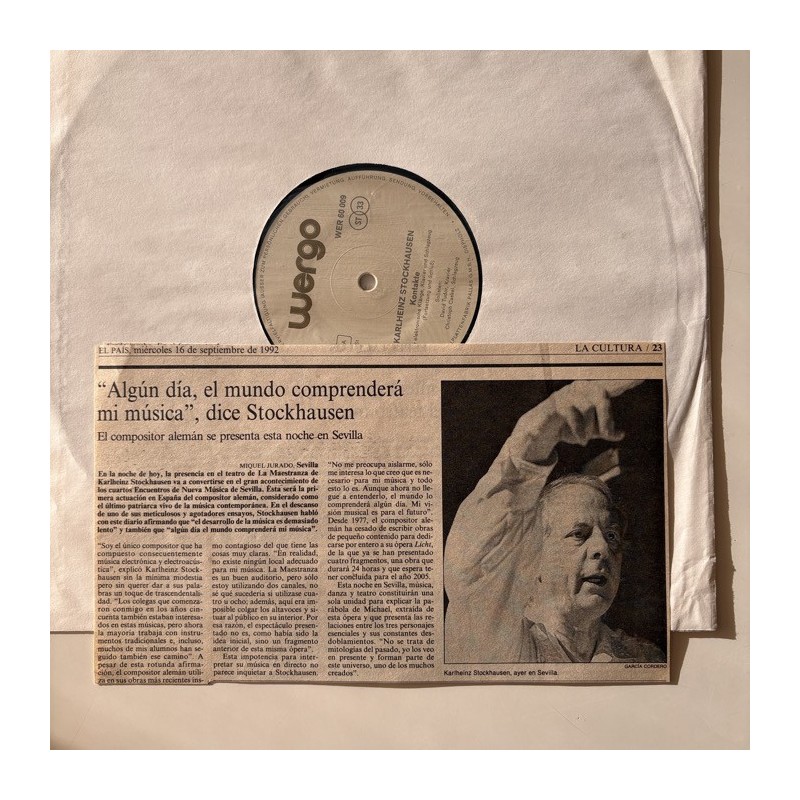 wergo
WER 60 009
ST 33
KARLHEINZ STOCKHAUSEN
Kontakte
EL PAÍS, miércoles 16 de septiembre de 1992
LA CULTURA / 23
“Algún día, el mundo comprenderá
mi música”, dice Stockhausen
El compositor alemán se presenta esta noche en Sevilla
MIQUEL JURADO, Sevilla
En la noche de hoy, la presencia en el teatro de La Maestranza de
Karlheinz Stockhausen va a convertirse en el gran acontecimiento de
los cuartos Encuentros de Nueva Música de Sevilla. Ésta será la pri-
mera actuación en España del compositor alemán, considerado como
el último patriarca vivo de la música contemporánea. En el descanso
de uno de sus meticulosos y agotadores ensayos, Stockhausen habló
con este diario afirmando que “el desarrollo de la música es demasiado
lento” y también que “algún día el mundo comprenderá mi música”.
“Soy el único compositor que ha
compuesto consecuentemente
música electrónica y electroacús-
tica”, explicó Karlheinz Stock-
hausen sin la mínima modestia
pero sin querer dar a sus pala-
bras un toque de trascendentali-
dad. “Los colegas que comenza-
ron conmigo en los años cin-
cuenta también estaban interesa-
dos en estas músicas, pero ahora
la mayoría trabaja con instru-
mentos tradicionales e, incluso,
muchos de mis alumnos han se-
guido también ese camino”. A
pesar de esta rotunda afirma-
ción, el compositor alemán utili-
za en sus obras más recientes ins-
mo contagioso del que tiene las
cosas muy claras. “En realidad,
no existe ningún local adecuado
para mi música. La Maestranza
es un buen auditorio, pero sólo
estoy utilizando dos canales, no
sé qué sucedería si utilizase cua-
tro u ocho; además, aquí era im-
posible colgar los altavoces y si-
tuar al público en su interior. Por
esa razón, el espectáculo presen-
tado no es, como había sido la
idea inicial, sino un fragmento
anterior de esta misma ópera”.
Esta impotencia para inter-
pretar su música en directo no
parece inquietar a Stockhausen.
“No me preocupa aislarme, sólo
me interesa lo que creo que es ne-
cesario para mi música y todo
esto lo es. Aunque ahora no lle-
gue a entenderlo, el mundo lo
comprenderá algún día. Mi vi-
sión musical es para el futuro”.
Desde 1977, el compositor ale-
mán ha cesado de escribir obras
de pequeño contenido para dedi-
carse por entero a su ópera Licht,
de la que ya se han presentado
cuatro fragmentos, una obra que
durará 24 horas y que espera te-
ner concluida para el año 2005.
Esta noche en Sevilla, música,
danza y teatro constituirán una
sola unidad para explicar la pa-
rábola de Michael, extraída de
esta ópera y que presenta las re-
laciones entre los tres personajes
esenciales y sus constantes des-
doblamientos. “No se trata de
mitologías del pasado, yo los veo
en presente y forman parte de
este universo, uno de los muchos
creados”.
GARCÍA CORDERO
Karlheinz Stockhausen, ayer en Sevilla.